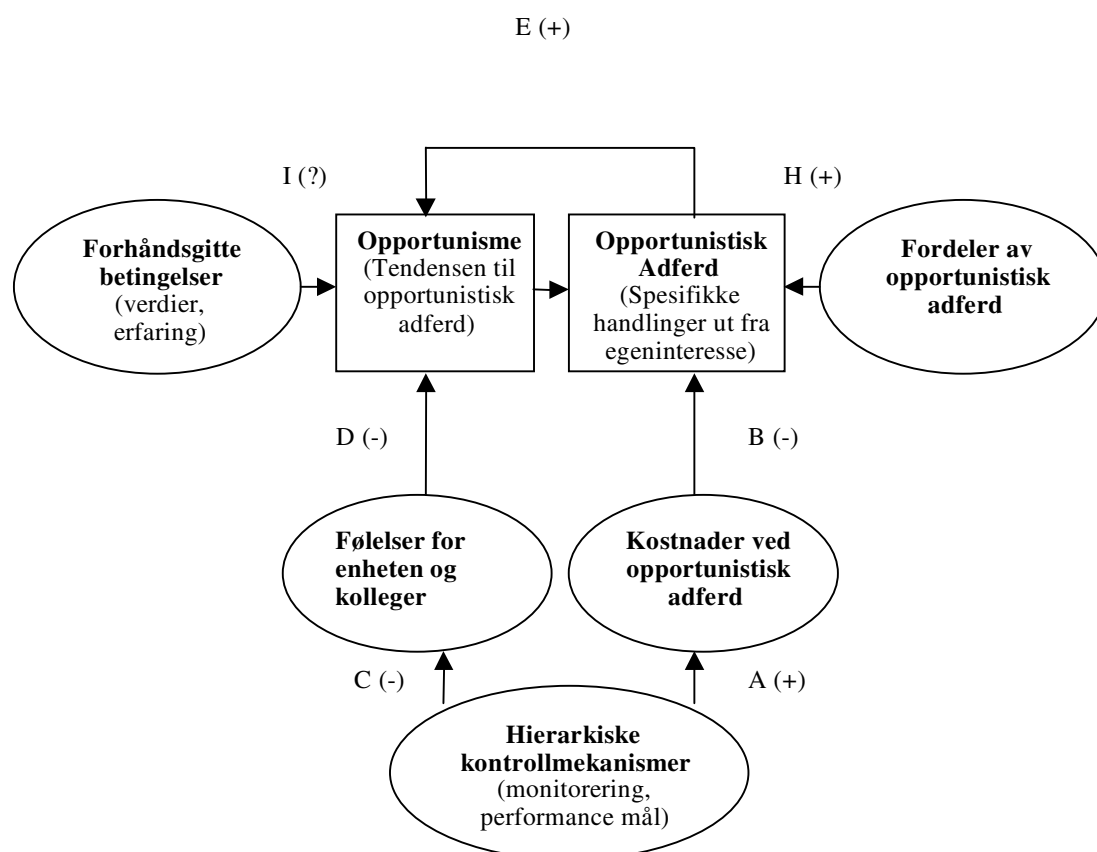 E (+)
I (?)
H (+)
Forhåndsgitte
betingelser
(verdier,
erfaring)
Opportunisme
(Tendensen til
opportunistisk
adferd)
Opportunistisk
Adferd
(Spesifikke
handlinger ut fra
egeninteresse)
Fordeler av
opportunistisk
adferd
D (-)
B (-)
Følelser for
enheten og
kolleger
Kostnader ved
opportunistisk
adferd
C (-)
A (+)
Hierarkiske
kontrollmekanismer
(monitorering,
performance mål)